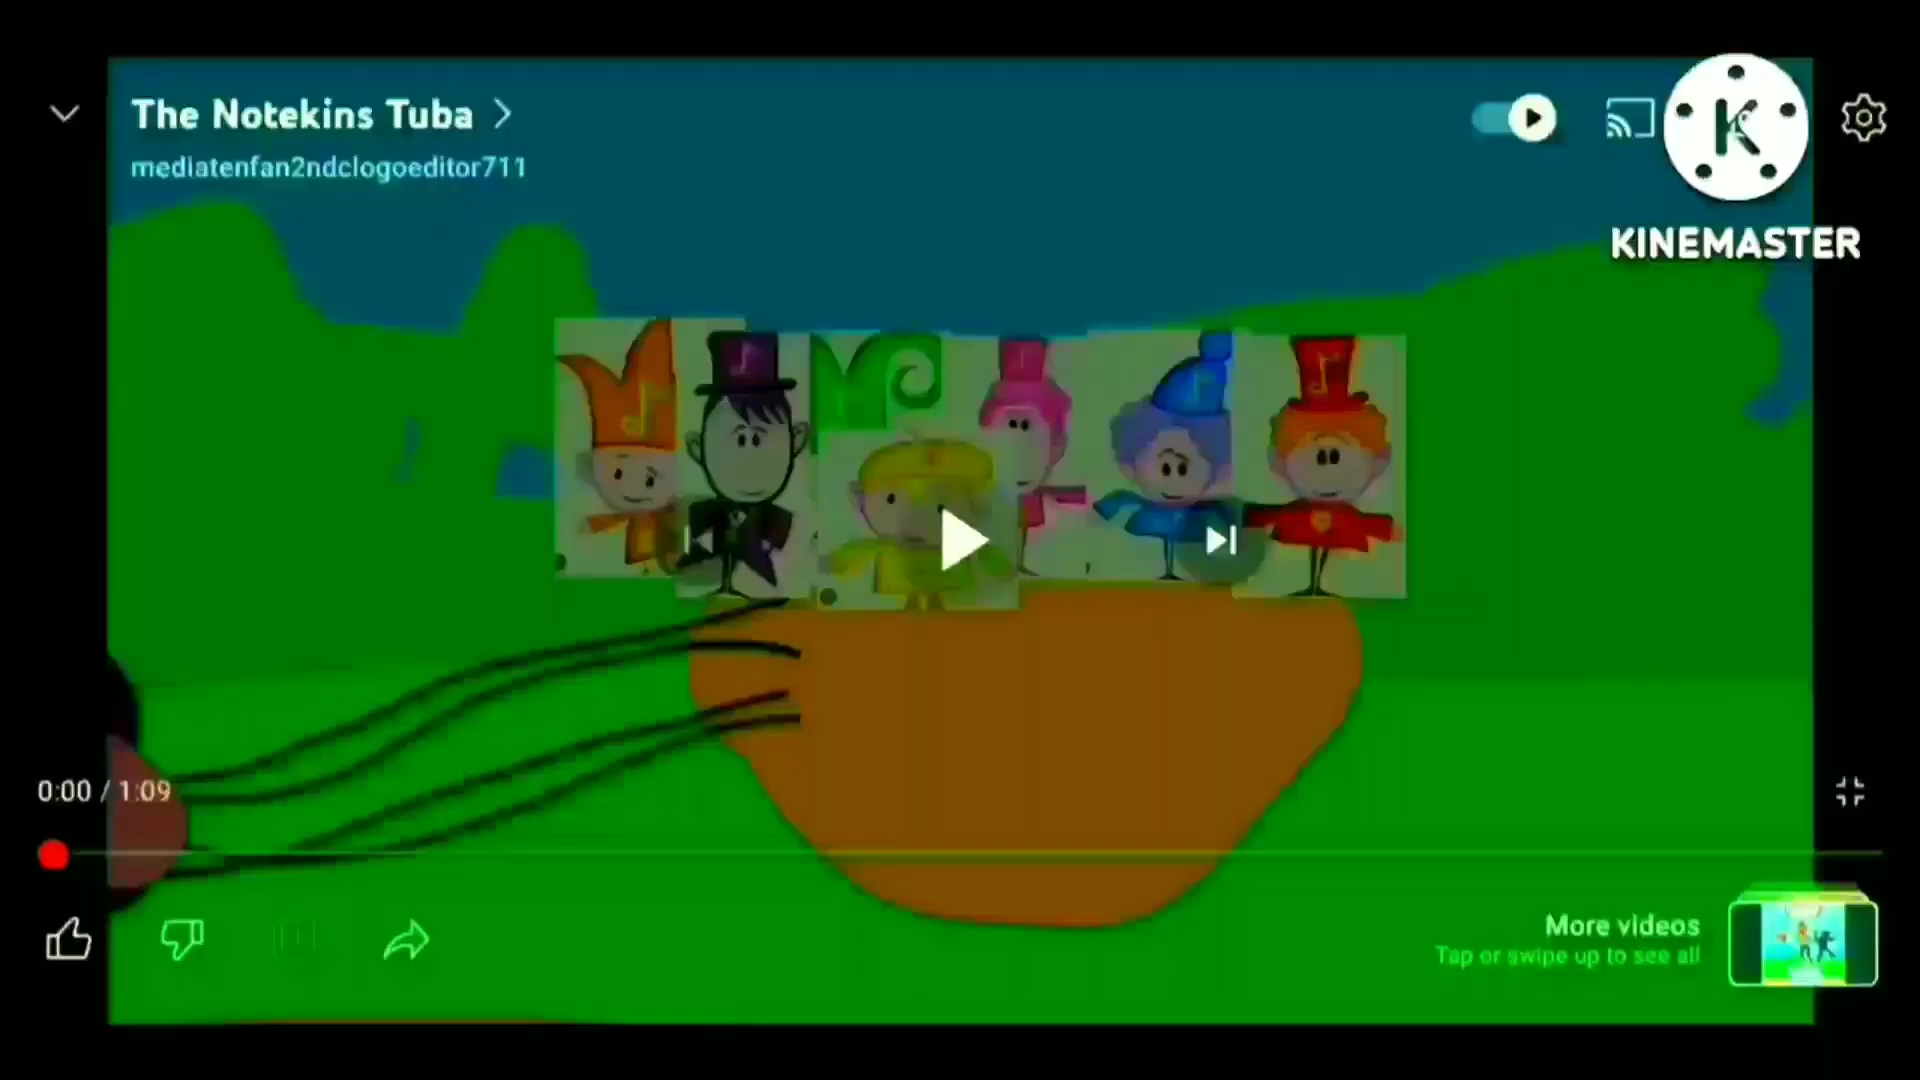 The Notekins Tuba
mediatenfan2ndclogoeditor711
K
KINEMASTER
0:00 / 1:09
More videos
Tap or swipe up to see all